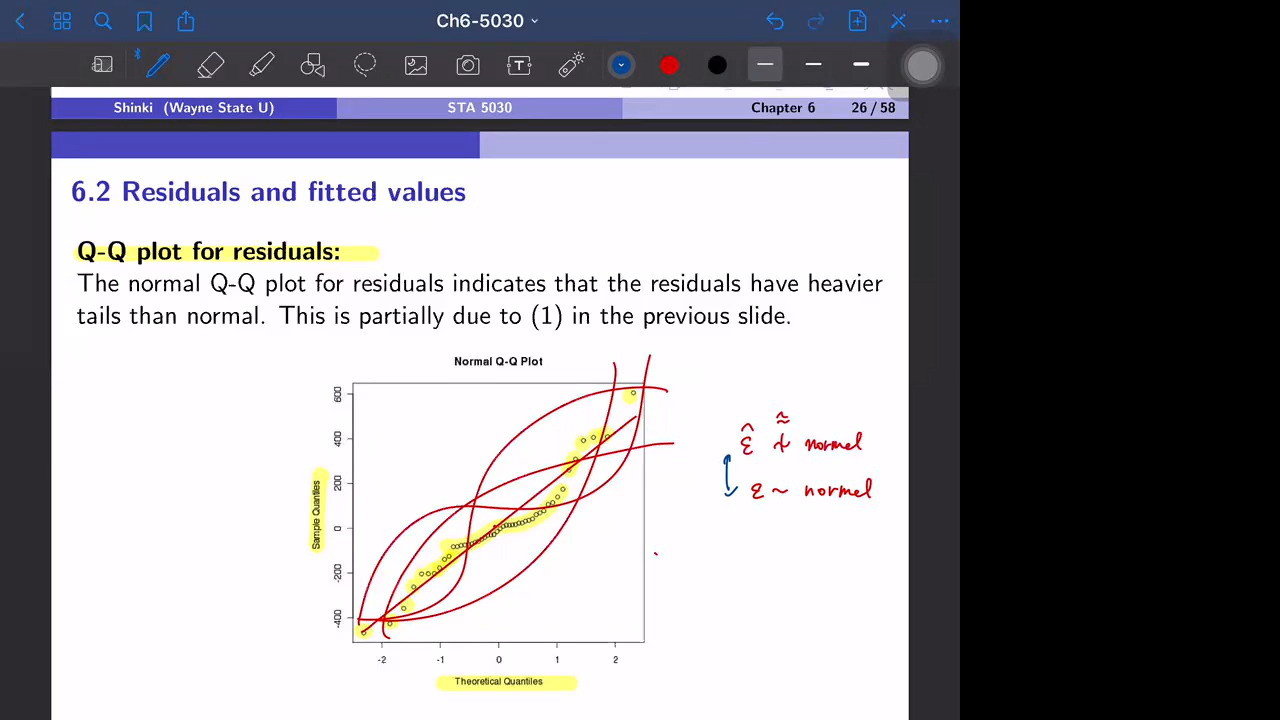 Ch6-5030
T
Shinki (Wayne State U) STA 5030 Chapter 6 26 / 58
6.2 Residuals and fitted values
Q-Q plot for residuals:
The normal Q-Q plot for residuals indicates that the residuals have heavier
tails than normal. This is partially due to (1) in the previous slide.
Normal Q-Q Plot
Sample Quantiles
600
400
200
0
-200
-400
-2 -1 0 1 2
Theoretical Quantiles
ε̂ ≁ normal
ε ~ normal